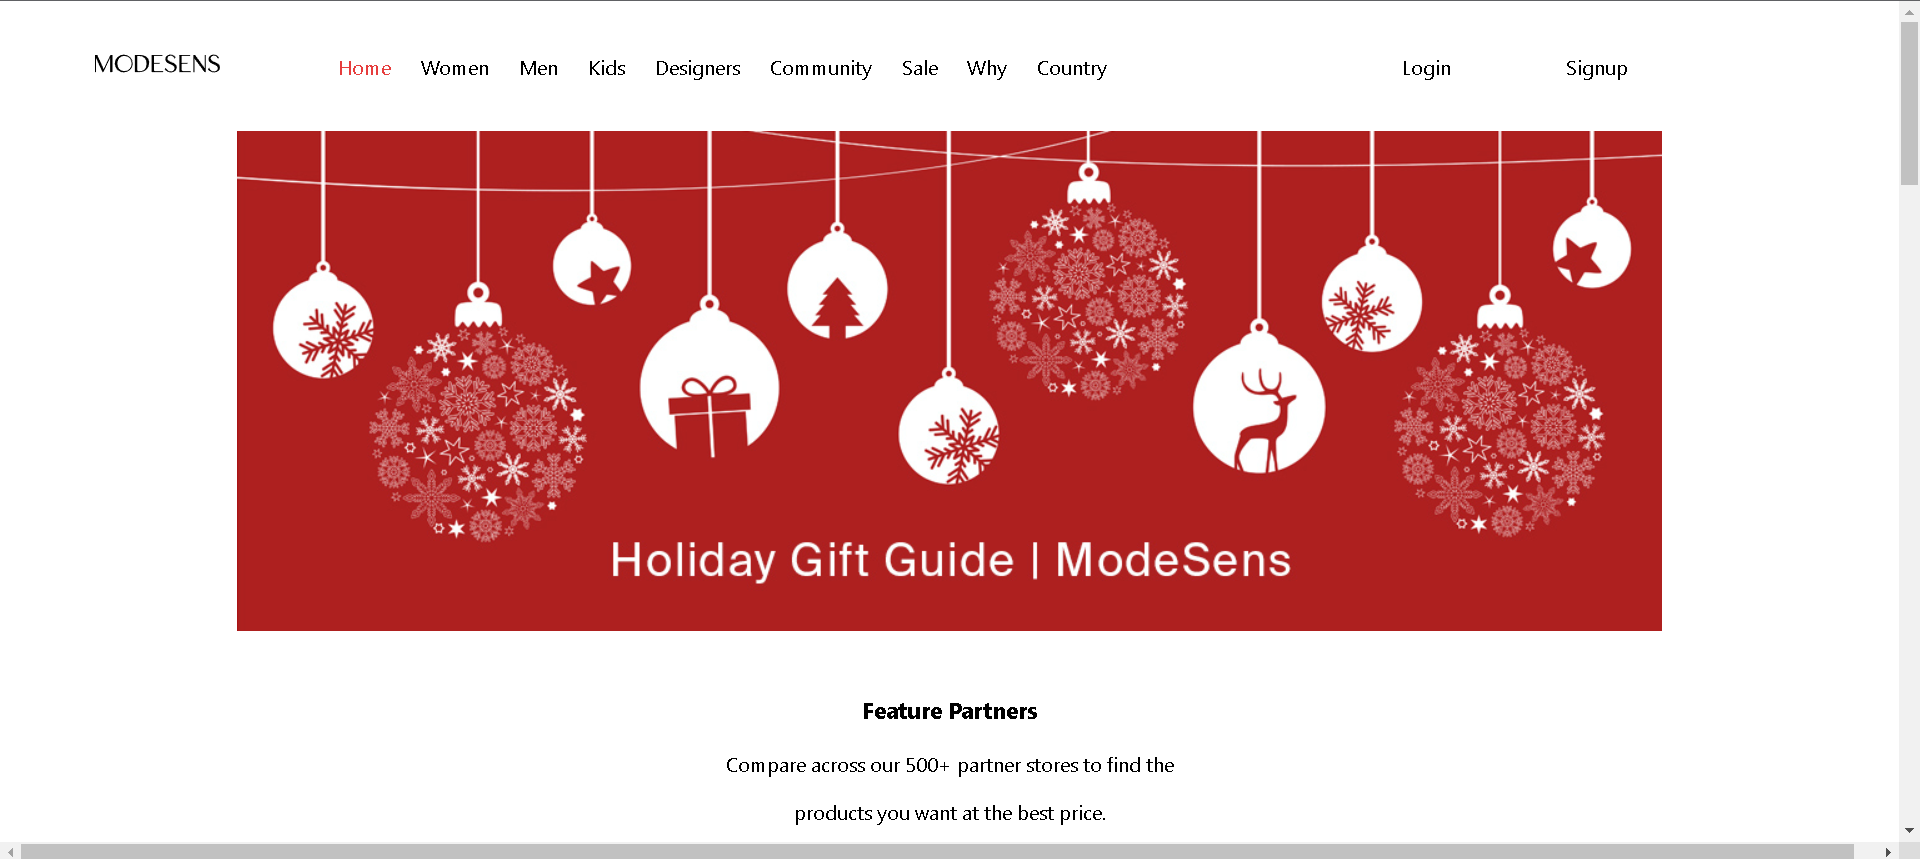 MODESENS
Home Women Men Kids Designers Community Sale Why Country Login Signup
Holiday Gift Guide | ModeSens
Feature Partners
Compare across our 500+ partner stores to find the
products you want at the best price.